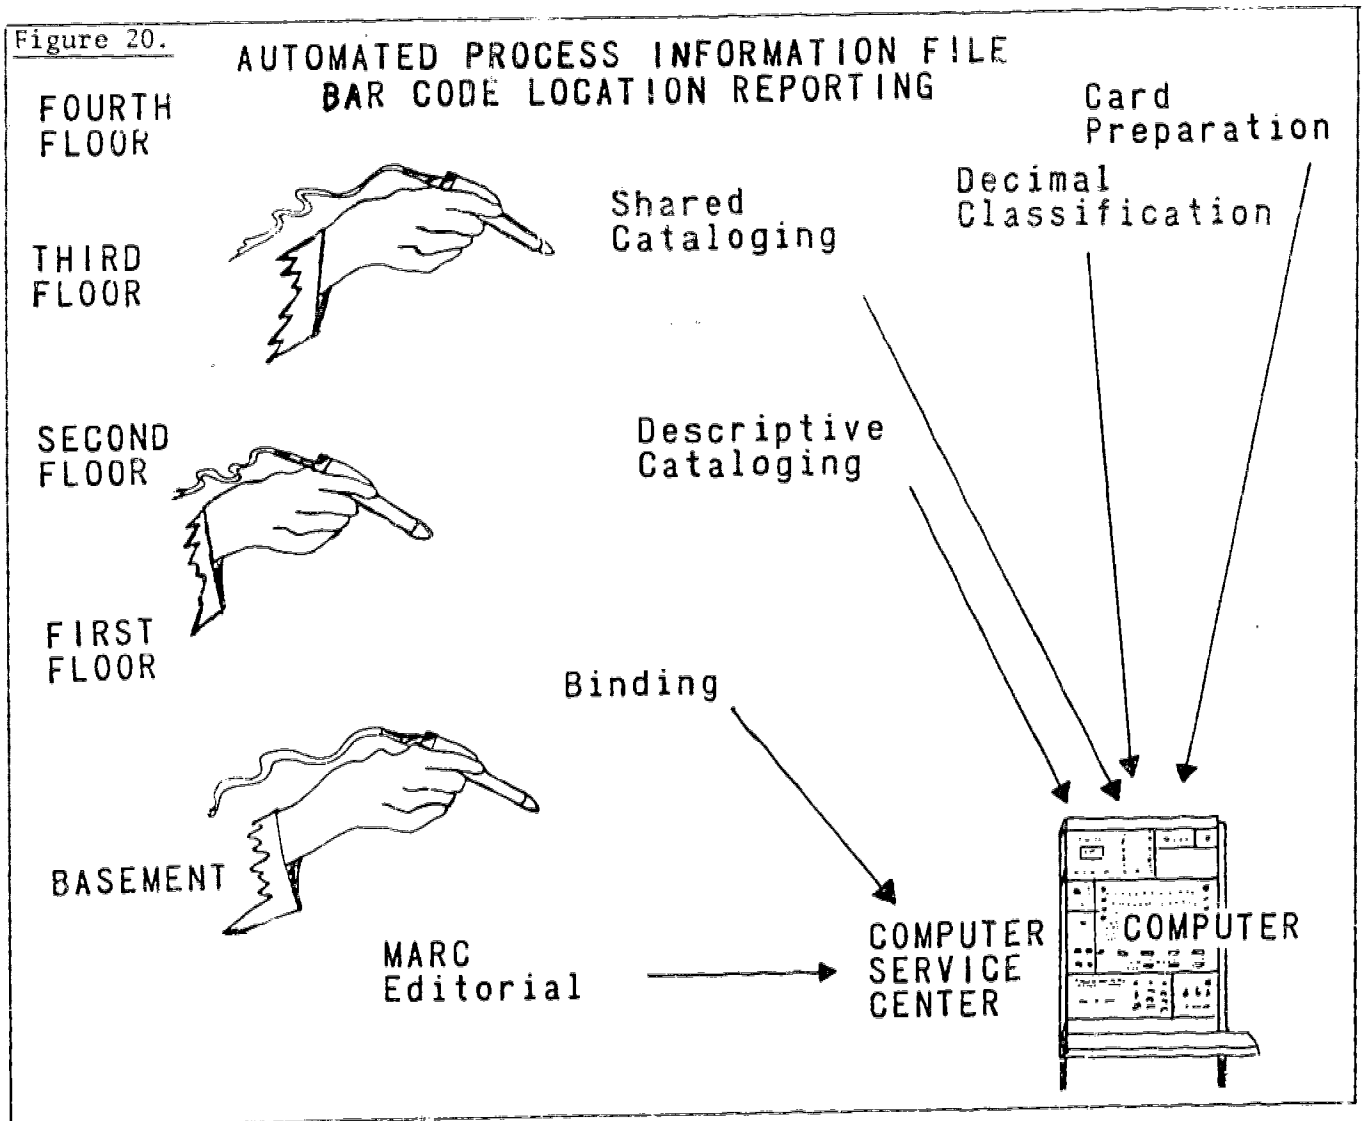 Figure 20.
AUTOMATED PROCESS INFORMATION FILE
BAR CODE LOCATION REPORTING
FOURTH
FLOOR
Card
Preparation
Decimal
Classification
Shared
Cataloging
THIRD
FLOOR
SECOND
FLOOR
Descriptive
Cataloging
FIRST
FLOOR
Binding
BASEMENT
MARC
Editorial
COMPUTER
SERVICE
CENTER
COMPUTER